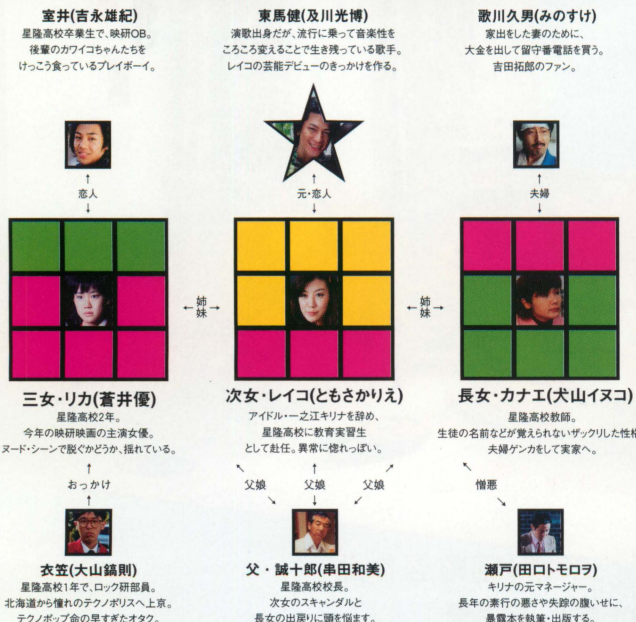 室井(吉永雄紀)
星隆高校卒業生で、映研OB。
後輩のカワイコちゃんたちを
けっこう食っているプレイボーイ。
東馬健(及川光博)
演歌出身だが、流行に乗って音楽性を
ころころ変えることで生き残っている歌手。
レイコの芸能デビューのきっかけを作る。
歌川久男(みのすけ)
家出をした妻のために、
大金を出して留守番電話を買う。
吉田拓郎のファン。
↑
恋人
↓
↑
元・恋人
↓
↑
夫婦
↓
←姉妹→
←姉妹→
三女・リカ(蒼井優)
星隆高校2年。
今年の映研映画の主演女優。
ヌード・シーンで脱ぐかどうか、揺れている。
次女・レイコ(ともさかりえ)
アイドル・一之江キリナを辞め、
星隆高校に教育実習生
として赴任。異常に惚れっぽい。
長女・カナエ(犬山イヌコ)
星隆高校教師。
生徒の名前などが覚えられないザックリした性格
夫婦ゲンカをして実家へ。
↑
おっかけ
↓
父娘
父娘
父娘
憎悪
衣笠(大山鎬則)
星隆高校1年で、ロック研部員。
北海道から憧れのテクノポリスへ上京。
テクノポップ命の早すぎたオタク。
父・誠十郎(串田和美)
星隆高校校長。
次女のスキャンダルと
長女の出戻りに頭を悩ます。
瀬戸(田口トモロヲ)
キリナの元マネージャー。
長年の素行の悪さや失踪の腹いせに、
暴露本を執筆・出版する。